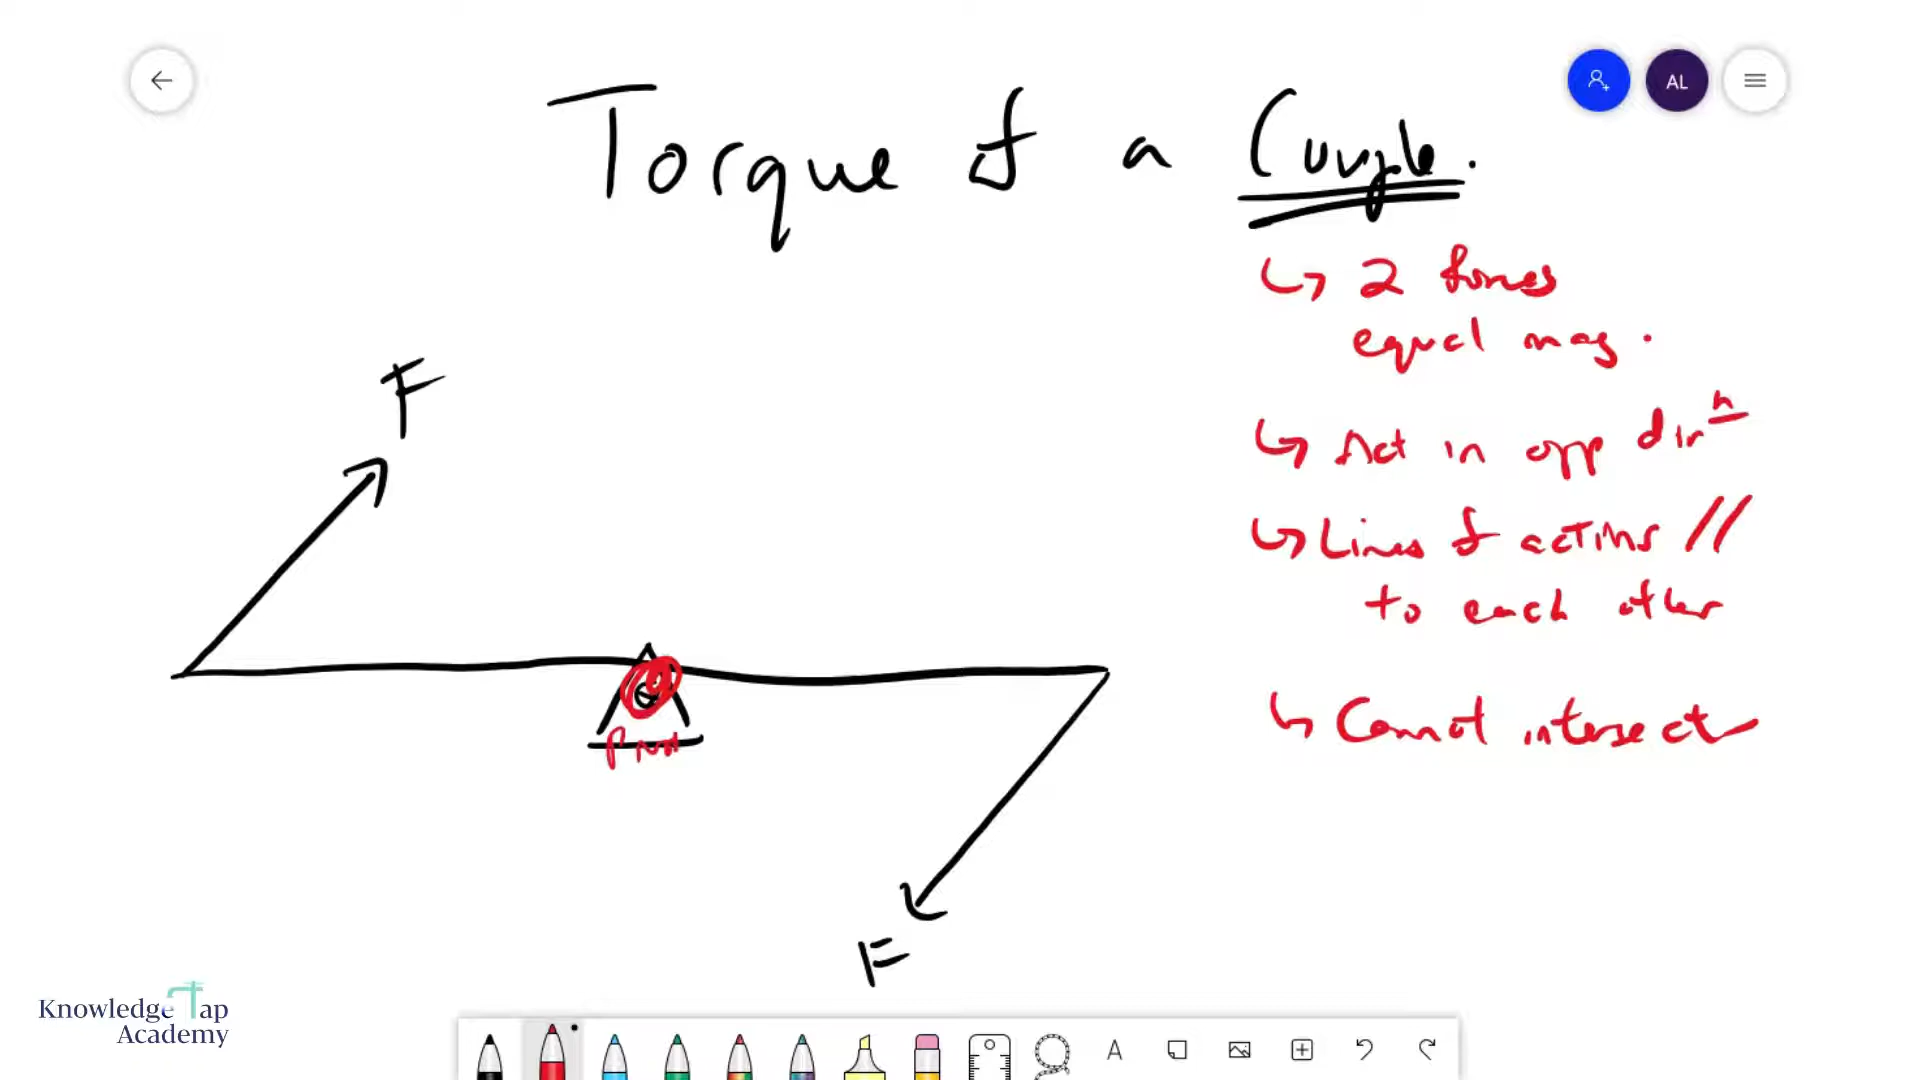 AL
Torque of a Couple.
↳ 2 forces
equal mag.
F
↳ Act in opp dirⁿ
↳ Lines of actions //
to each other
Pivot
↳ Cannot intersect
F
Knowledge Tap
Academy
A